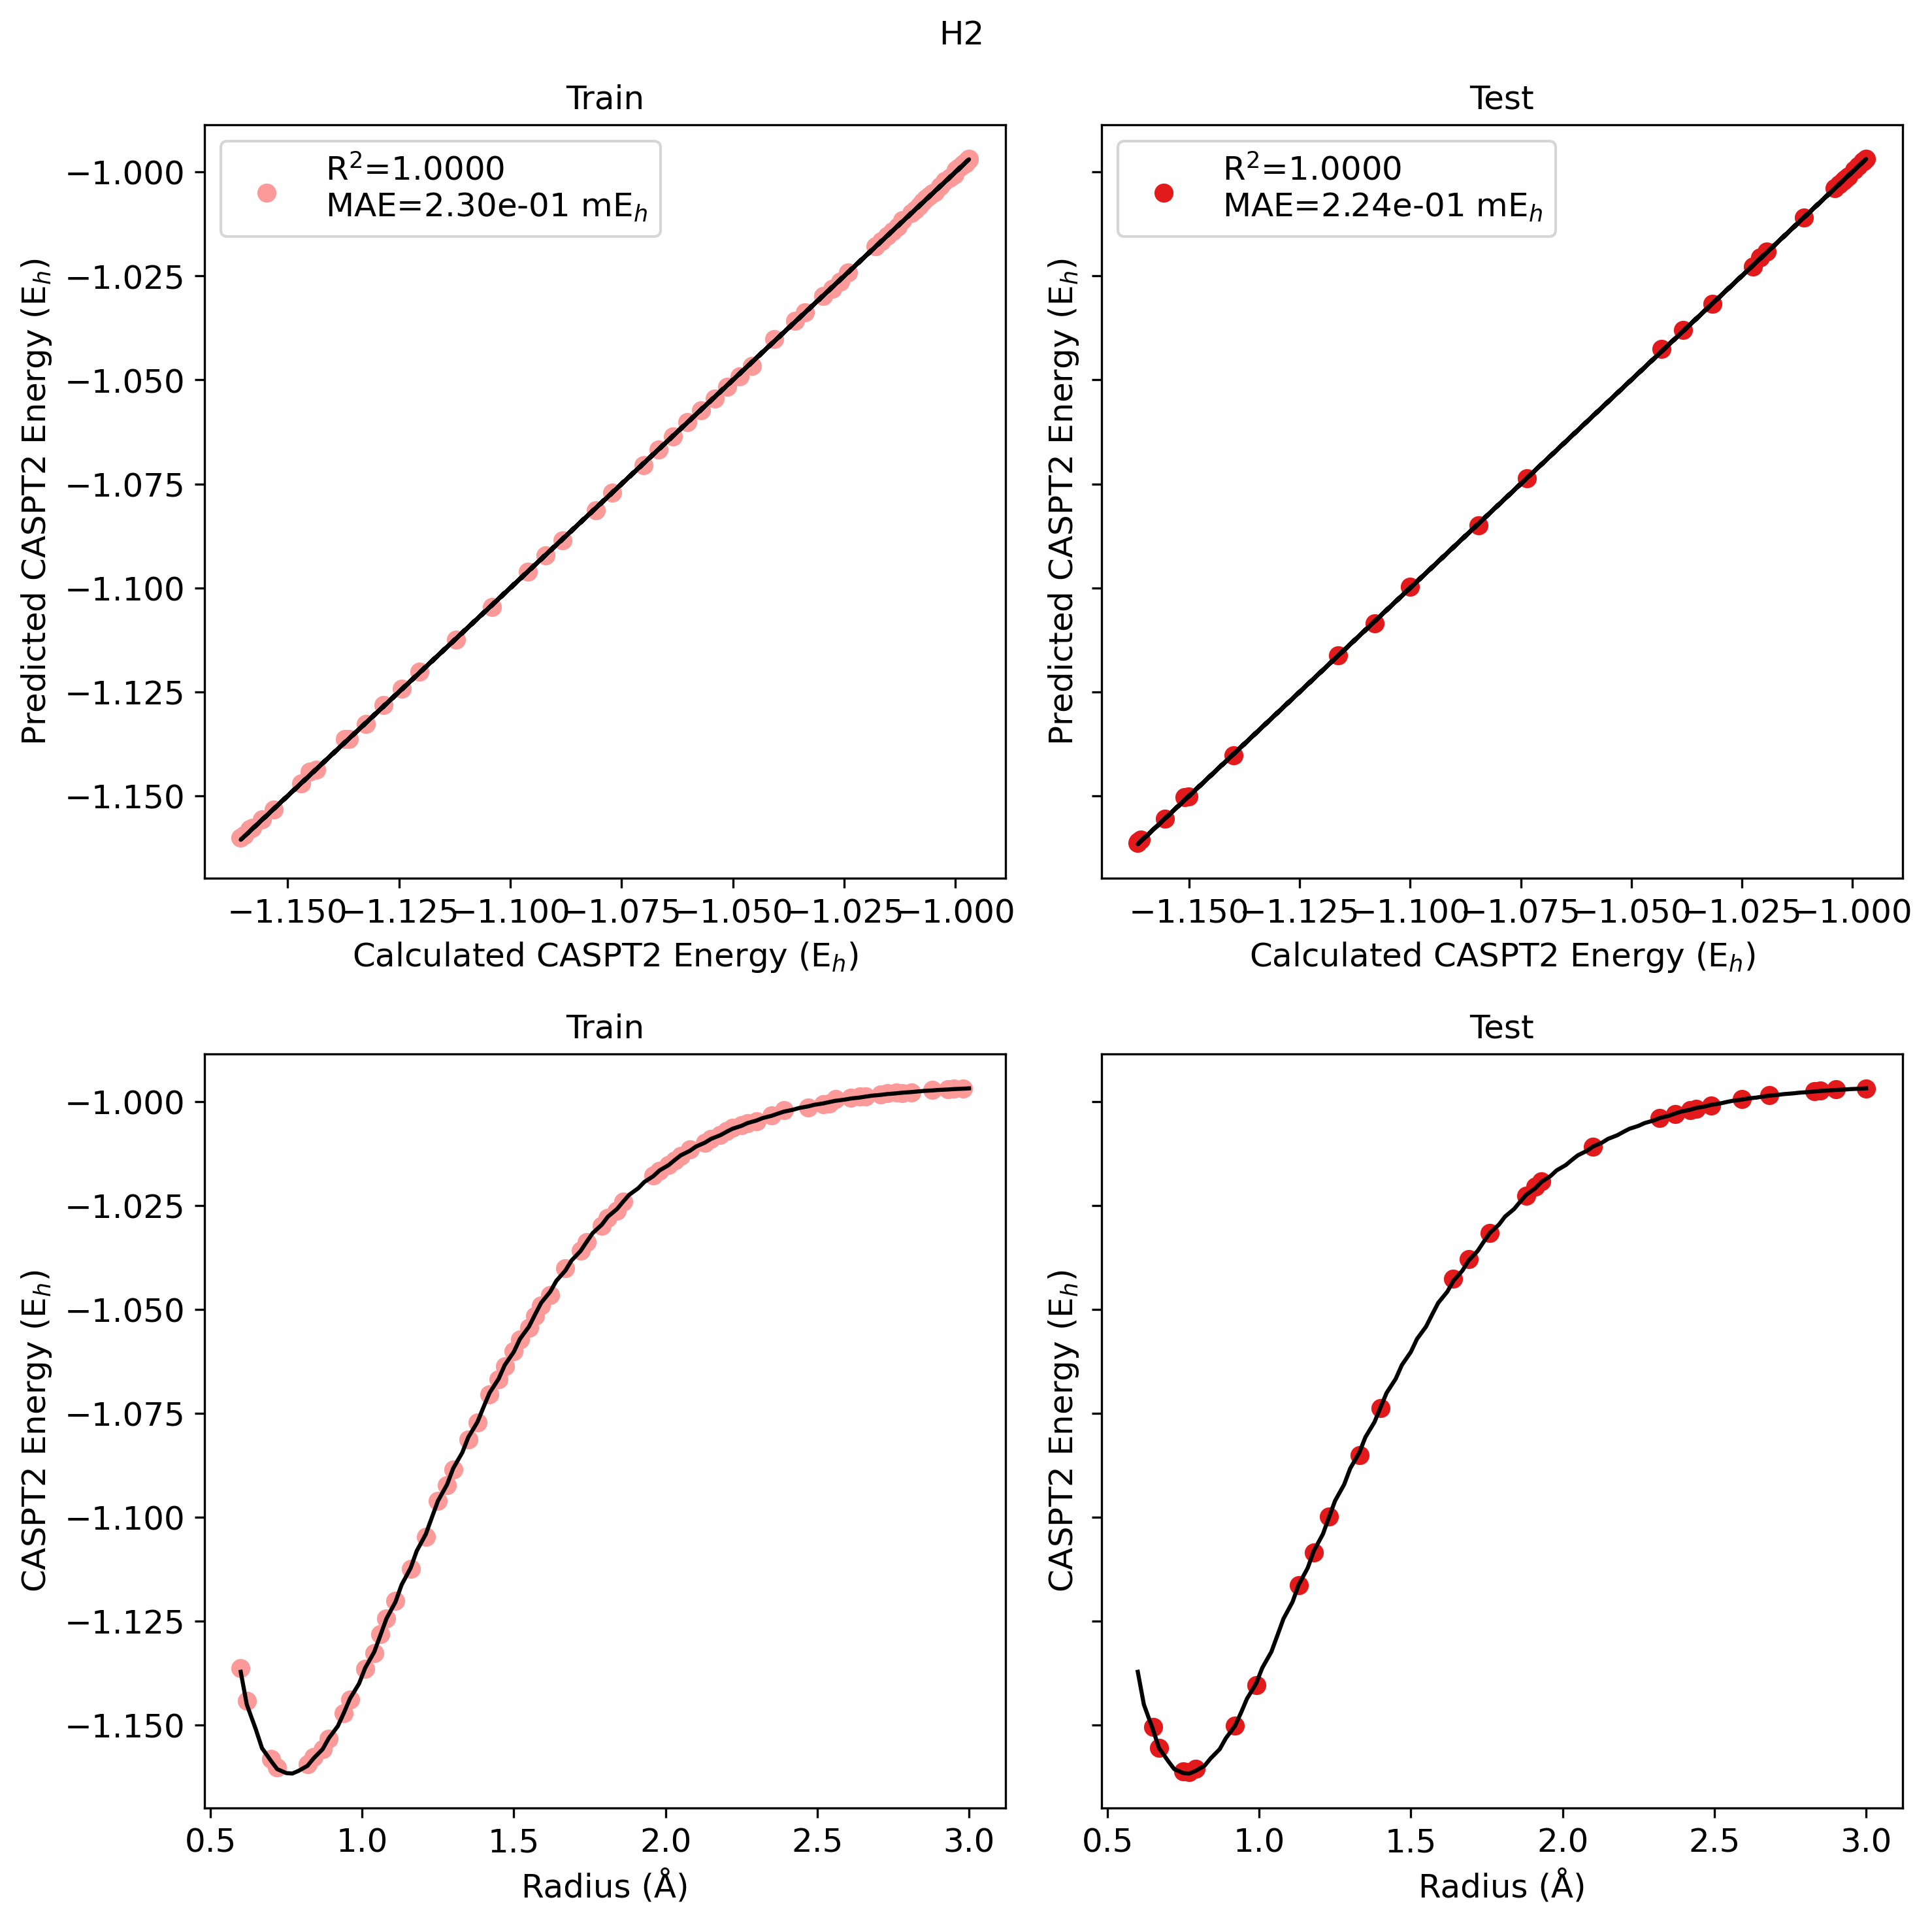 H2
Train
Test
R²=1.0000
MAE=2.30e-01 mEₕ
R²=1.0000
MAE=2.24e-01 mEₕ
Predicted CASPT2 Energy (Eₕ)
−1.000
−1.025
−1.050
−1.075
−1.100
−1.125
−1.150
Predicted CASPT2 Energy (Eₕ)
−1.150 −1.125 −1.100 −1.075 −1.050 −1.025 −1.000
−1.150 −1.125 −1.100 −1.075 −1.050 −1.025 −1.000
Calculated CASPT2 Energy (Eₕ)
Calculated CASPT2 Energy (Eₕ)
Train
Test
CASPT2 Energy (Eₕ)
−1.000
−1.025
−1.050
−1.075
−1.100
−1.125
−1.150
CASPT2 Energy (Eₕ)
0.5 1.0 1.5 2.0 2.5 3.0
0.5 1.0 1.5 2.0 2.5 3.0
Radius (Å)
Radius (Å)